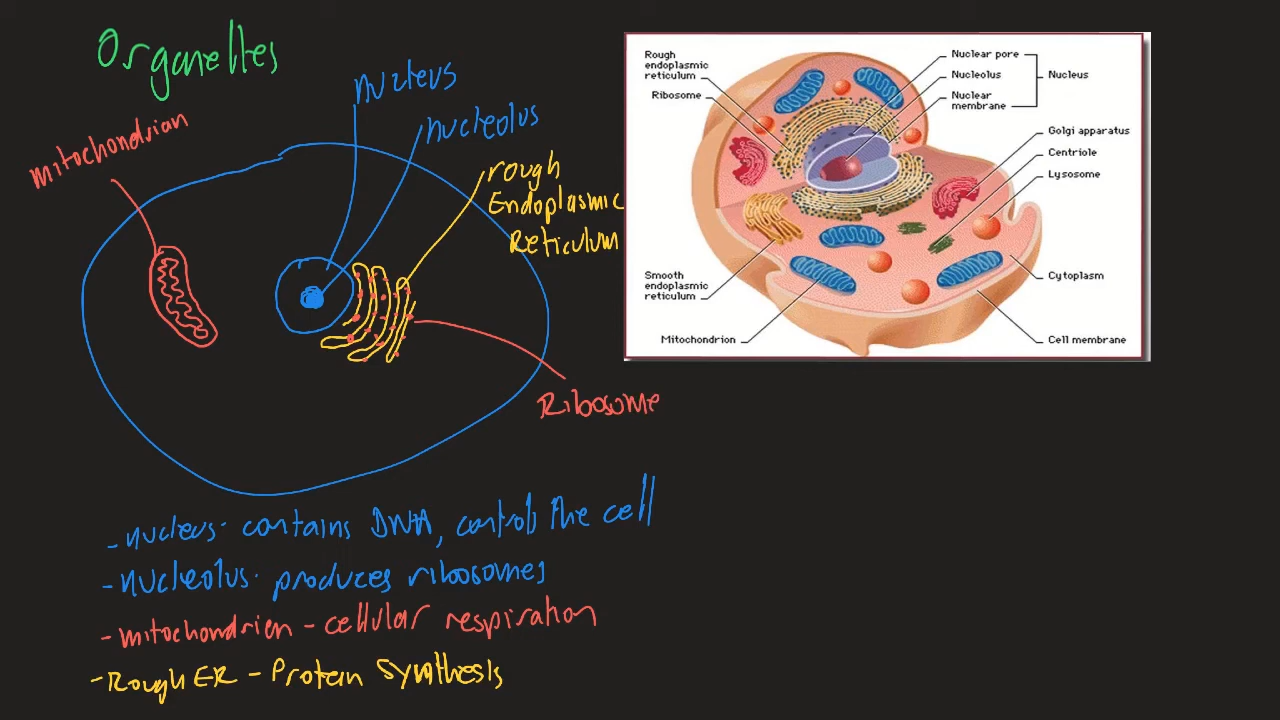 Organelles
nucleus
nucleolus
mitochondrian
rough
Endoplasmic
Reticulum
Ribosome
Rough
endoplasmic
reticulum
Ribosome
Nuclear pore
Nucleolus
Nuclear
membrane
Nucleus
Golgi apparatus
Centriole
Lysosome
Smooth
endoplasmic
reticulum
Mitochondrion
Cytoplasm
Cell membrane
- nucleus - contains DNA, controls the cell
- nucleolus - produces ribosomes
- mitochondrion - cellular respiration
- Rough ER - Protein Synthesis